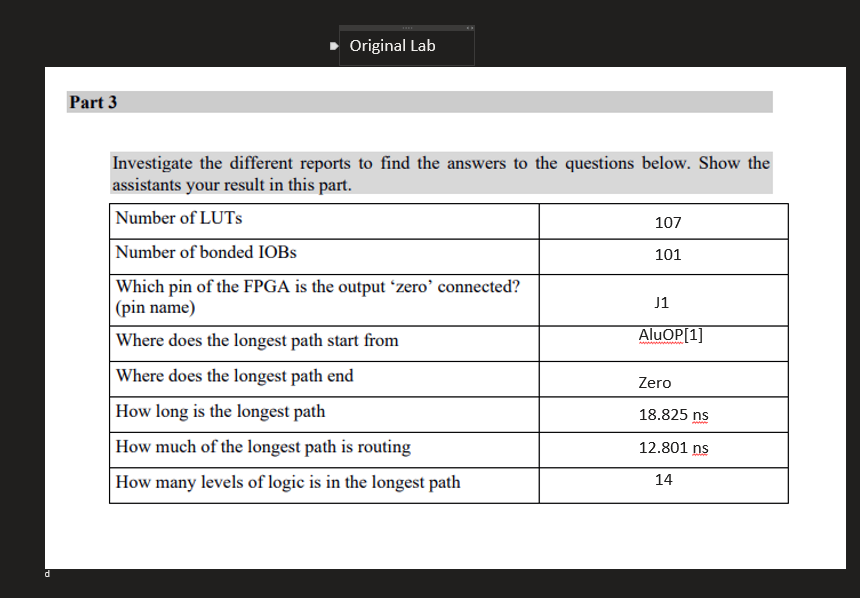 Original Lab
Part 3
Investigate the different reports to find the answers to the questions below. Show the
assistants your result in this part.
Number of LUTs 107
Number of bonded IOBs 101
Which pin of the FPGA is the output ‘zero’ connected?
(pin name) J1
Where does the longest path start from AluOP[1]
Where does the longest path end Zero
How long is the longest path 18.825 ns
How much of the longest path is routing 12.801 ns
How many levels of logic is in the longest path 14
d